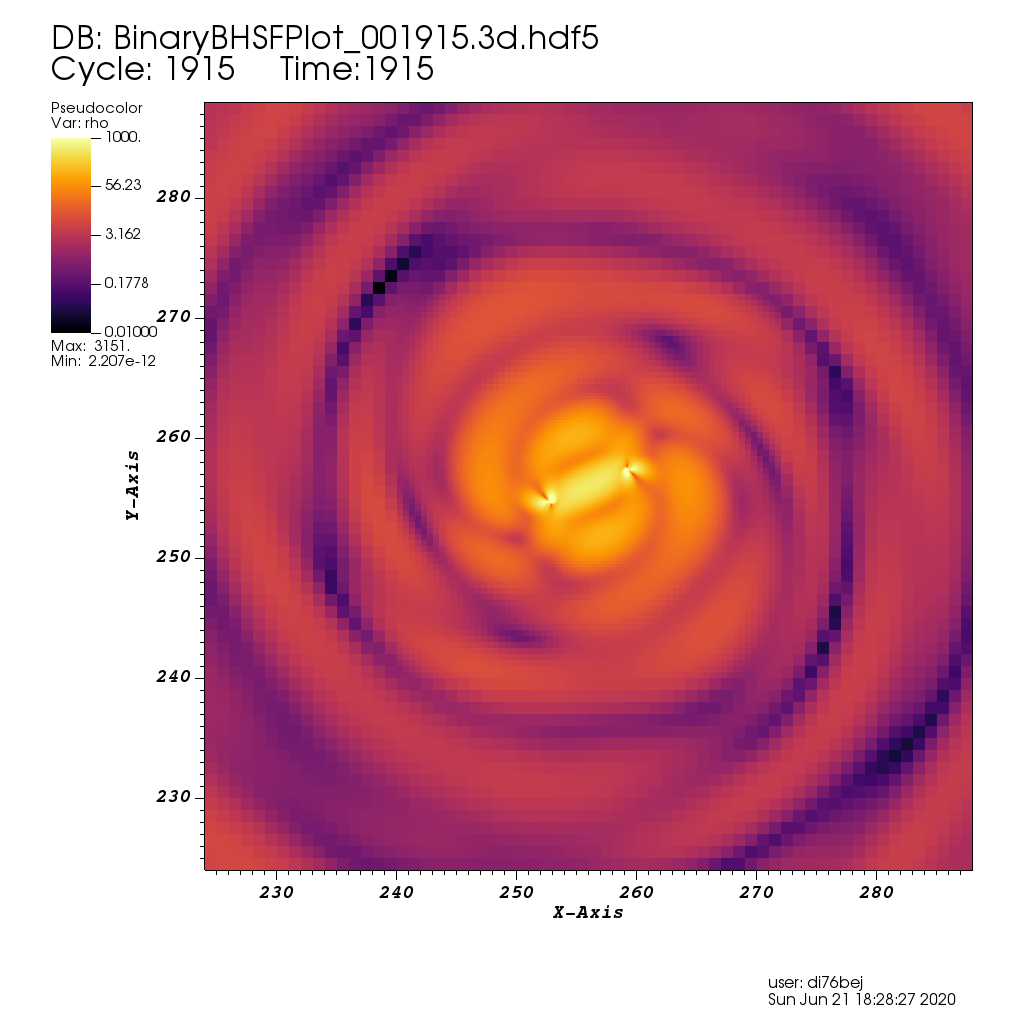 DB: BinaryBHSFPlot_001915.3d.hdf5
Cycle: 1915 Time:1915
Pseudocolor
Var: rho
1000.
56.23
3.162
0.1778
0.01000
Max: 3151.
Min: 2.207e-12
280
270
260
250
240
230
Y-Axis
230 240 250 260 270 280
X-Axis
user: di76bej
Sun Jun 21 18:28:27 2020